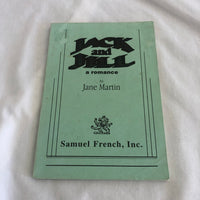 JACK
and
JILL
a romance
by
Jane Martin
Samuel French, Inc.